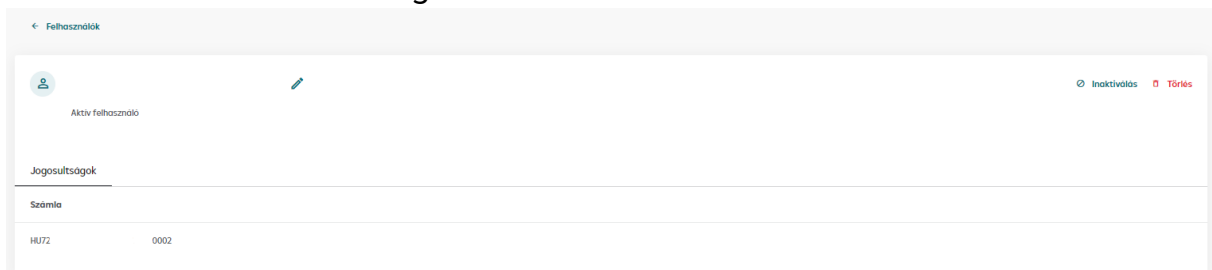 ← Felhasználók
Inaktiválás Törlés
Aktív felhasználó
Jogosultságok
Számla
HU72 0002